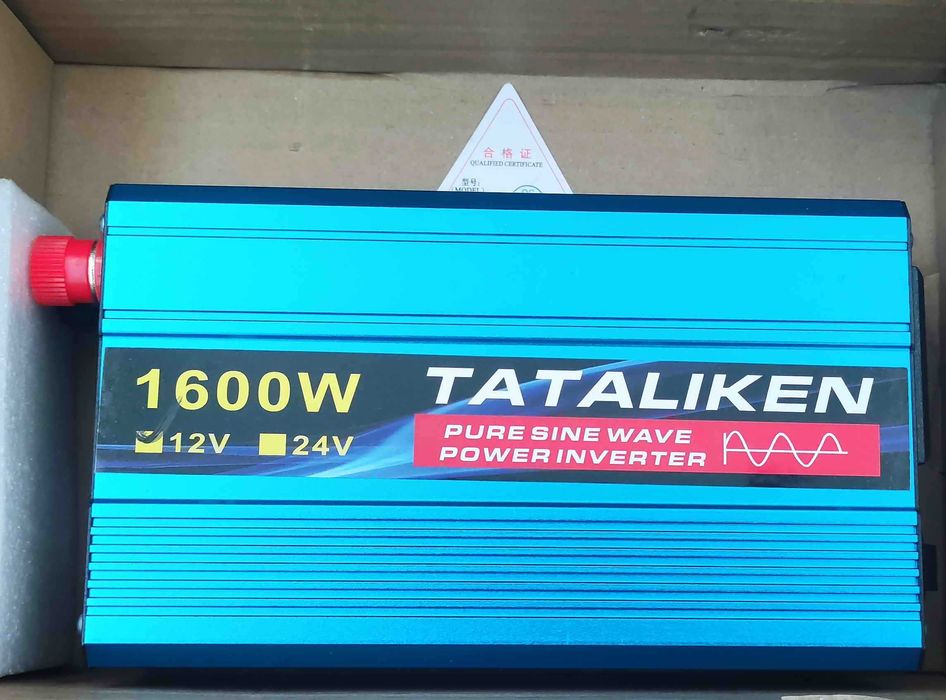 合格证
QUALIFIED CERTIFICATE
型号:
(MODEL)
1600W
TATALIKEN
12V 24V
PURE SINE WAVE
POWER INVERTER